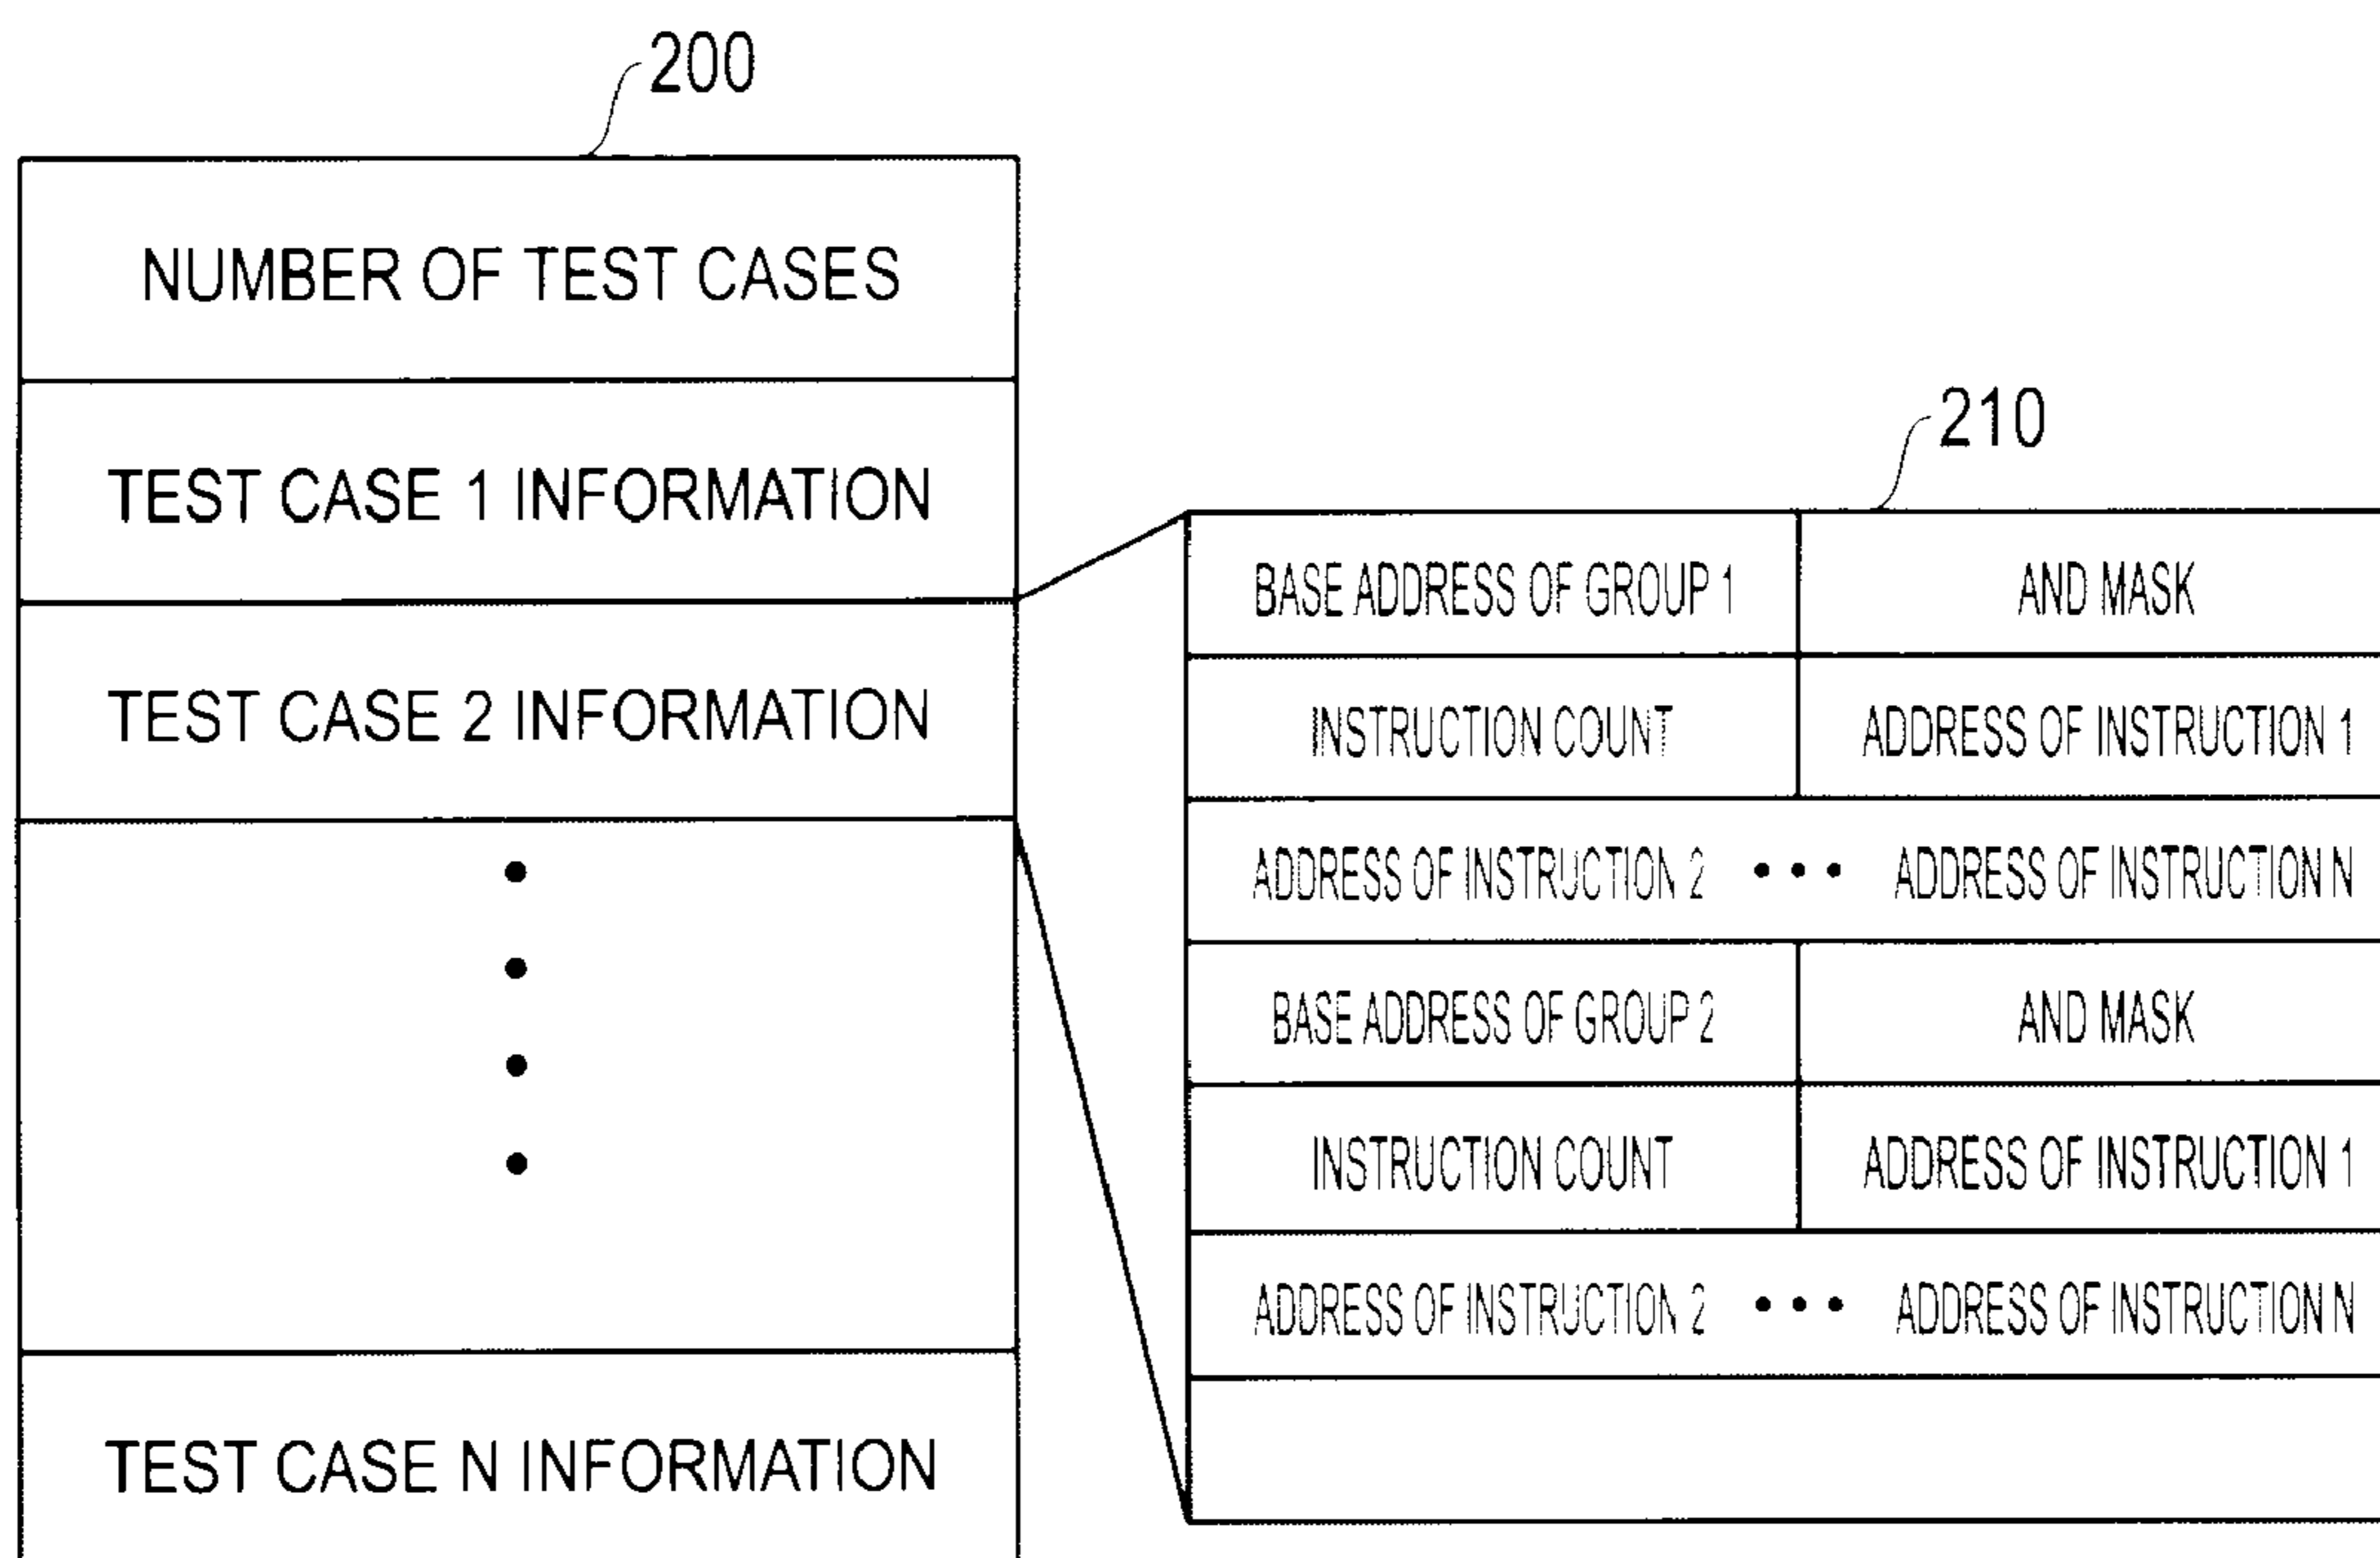 200
NUMBER OF TEST CASES
TEST CASE 1 INFORMATION
TEST CASE 2 INFORMATION
TEST CASE N INFORMATION
210
BASE ADDRESS OF GROUP 1 AND MASK
INSTRUCTION COUNT ADDRESS OF INSTRUCTION 1
ADDRESS OF INSTRUCTION 2 • • • ADDRESS OF INSTRUCTION N
BASE ADDRESS OF GROUP 2 AND MASK
INSTRUCTION COUNT ADDRESS OF INSTRUCTION 1
ADDRESS OF INSTRUCTION 2 • • • ADDRESS OF INSTRUCTION N